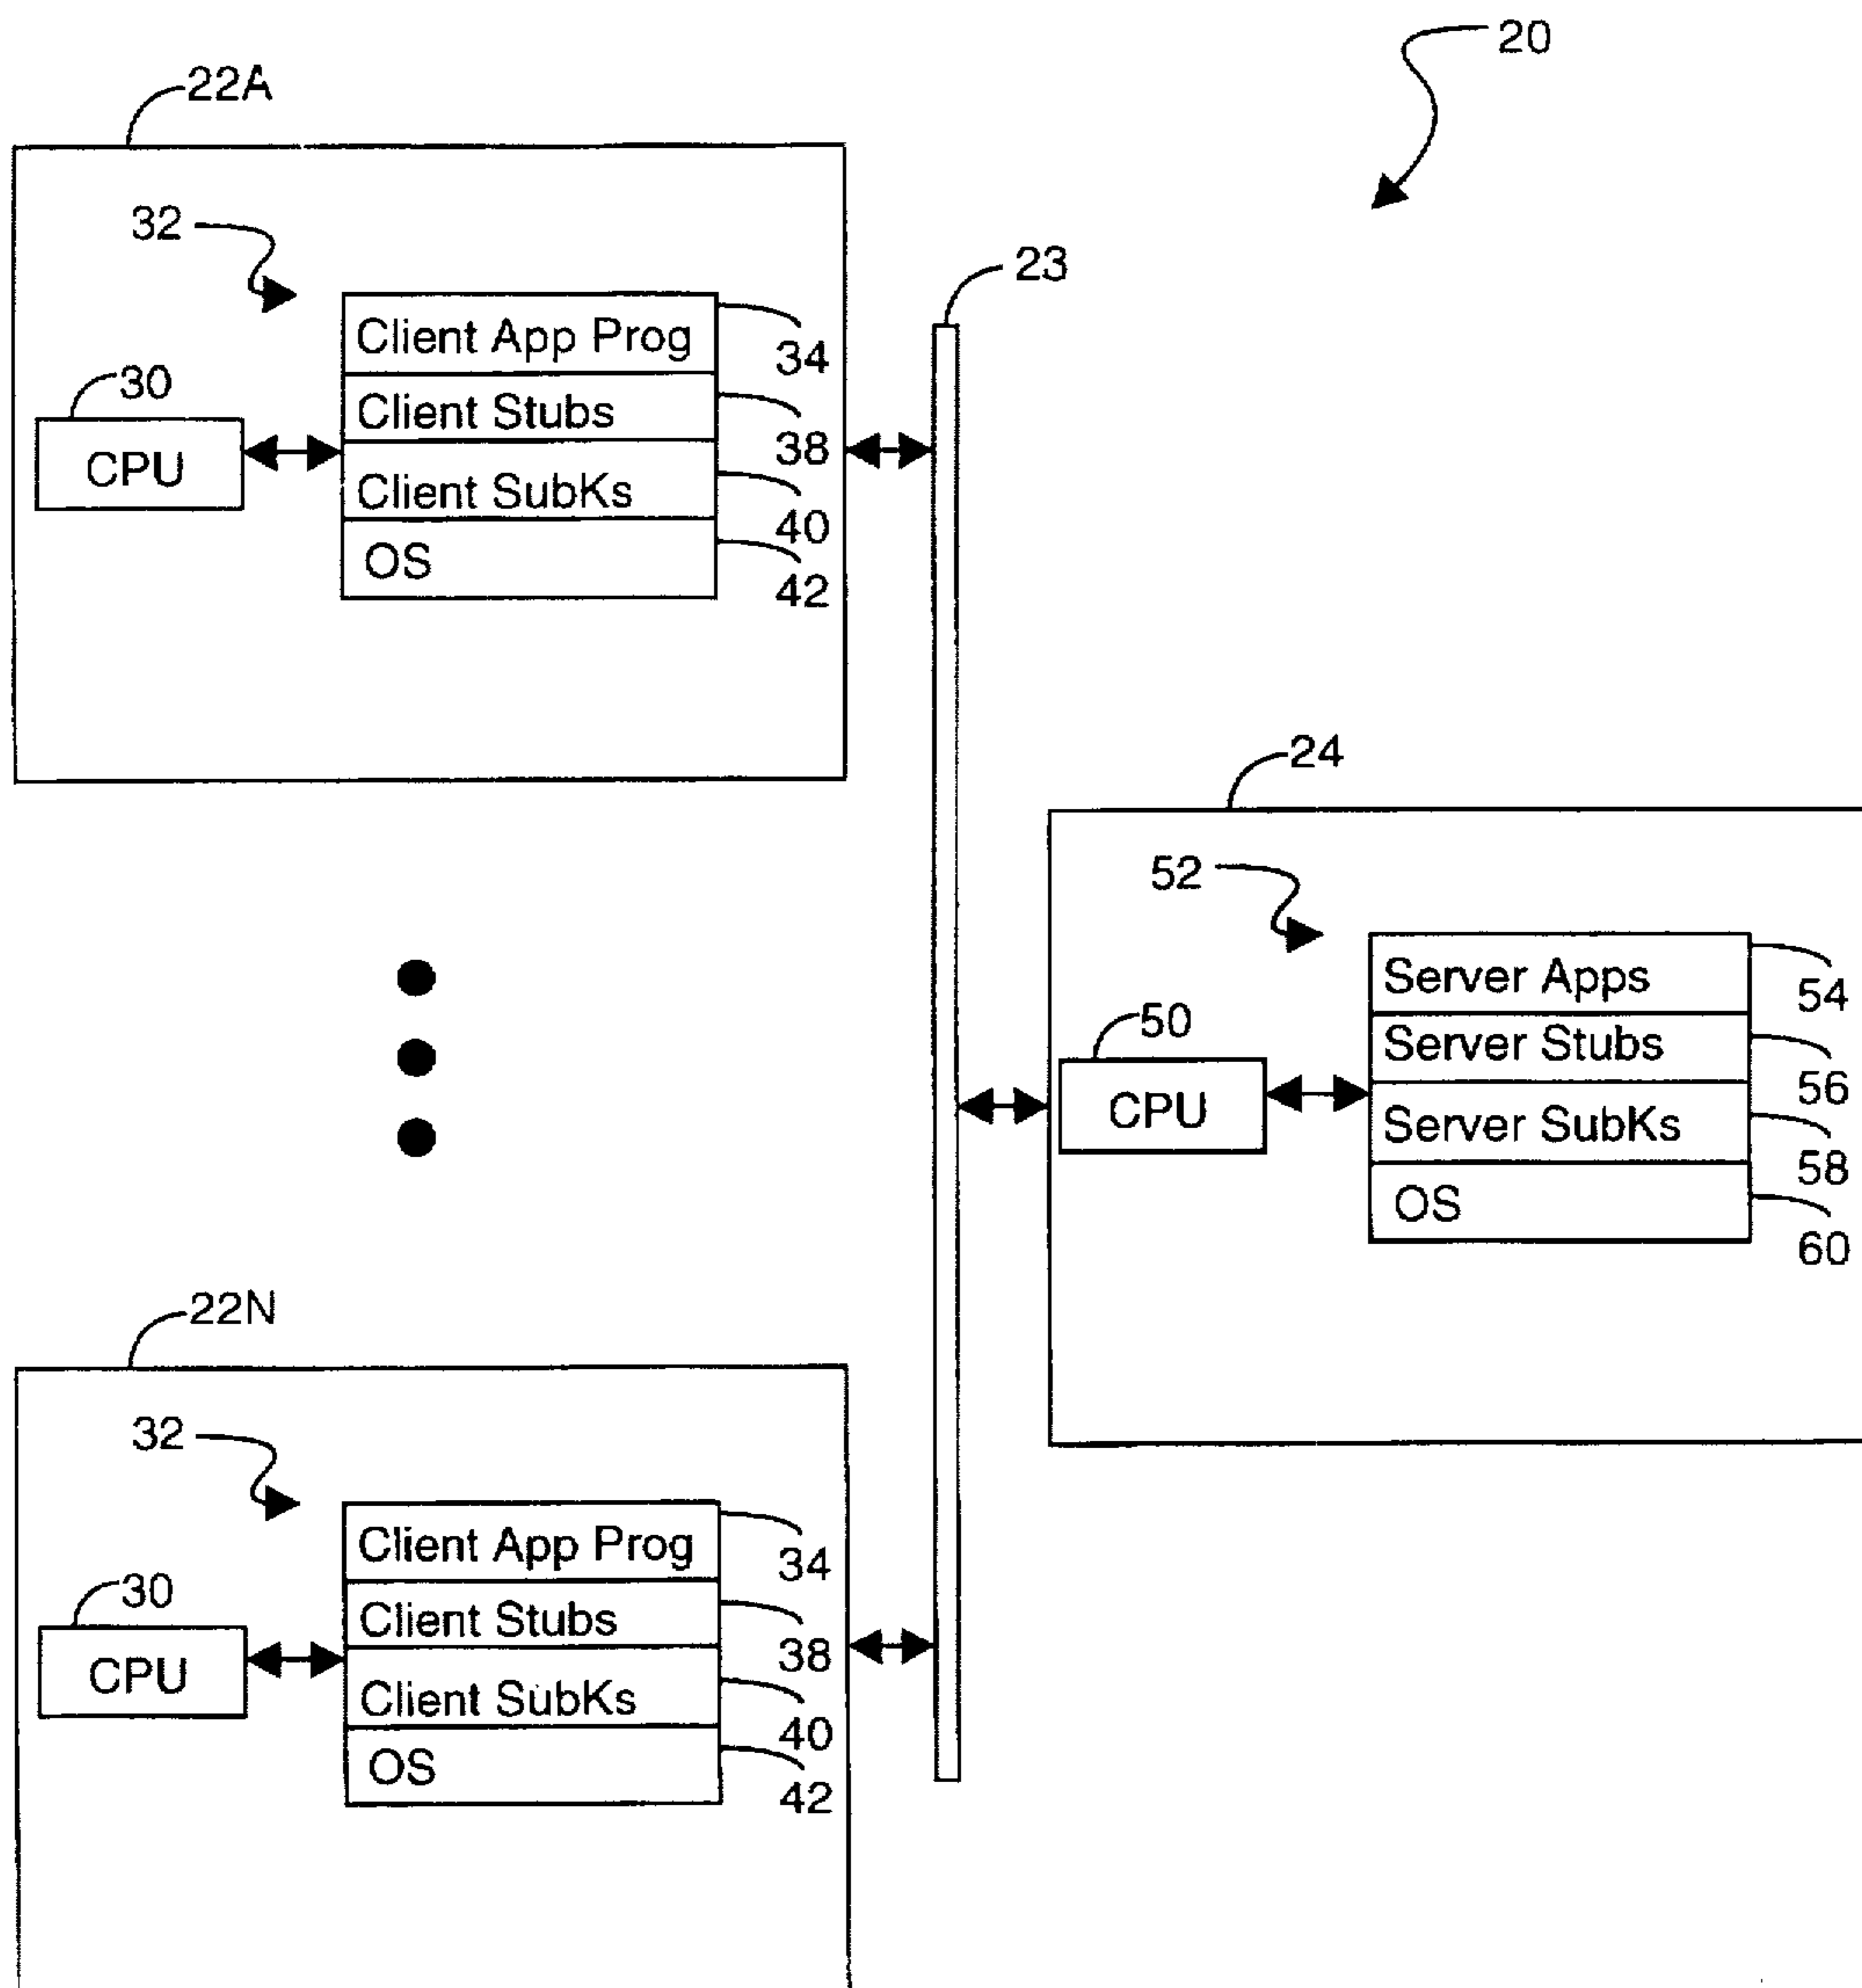 20
22A
32
23
Client App Prog
34
30
Client Stubs
38
CPU
Client SubKs
40
OS
42
24
52
Server Apps
54
50
Server Stubs
56
CPU
Server SubKs
58
OS
60
22N
32
Client App Prog
34
30
Client Stubs
38
CPU
Client SubKs
40
OS
42